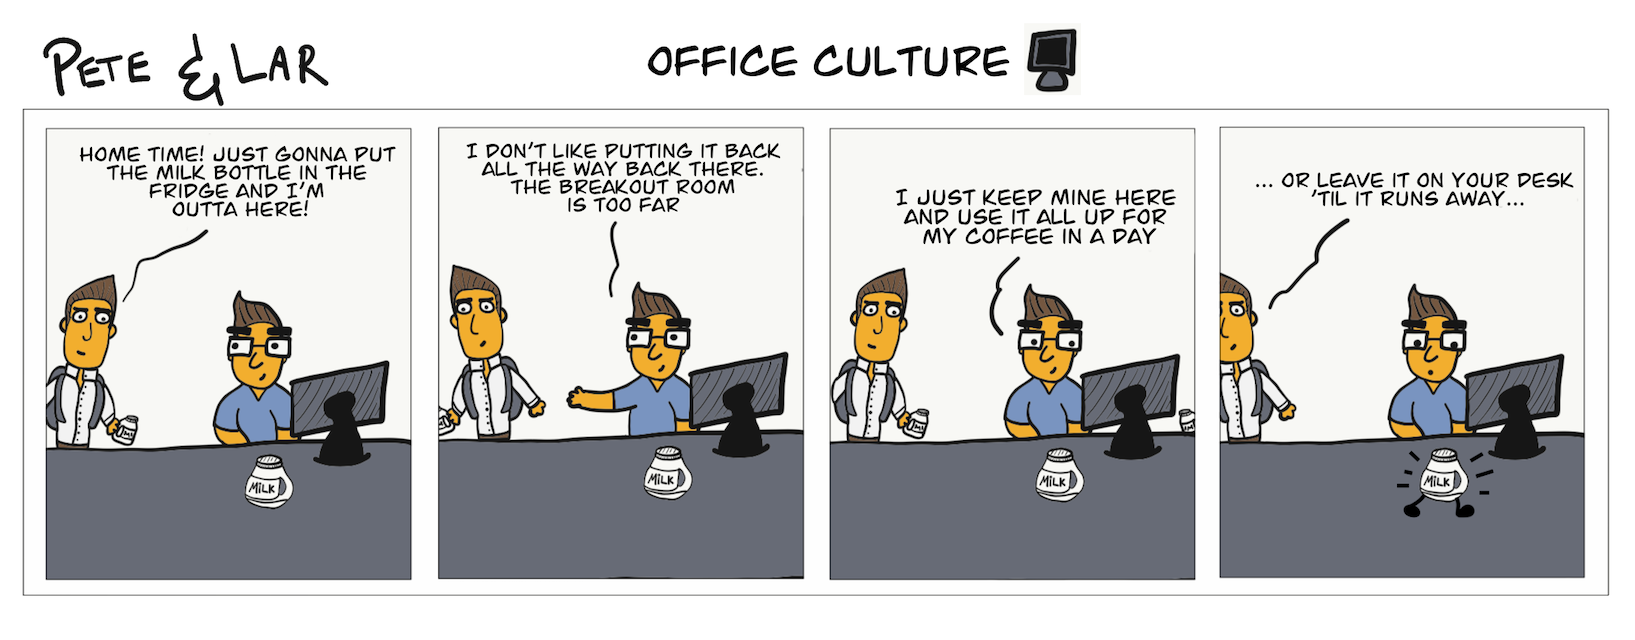 PETE & LAR
OFFICE CULTURE
HOME TIME! JUST GONNA PUT
THE MILK BOTTLE IN THE
FRIDGE AND I'M
OUTTA HERE!
MILK
I DON'T LIKE PUTTING IT BACK
ALL THE WAY BACK THERE.
THE BREAKOUT ROOM
IS TOO FAR
MILK
I JUST KEEP MINE HERE
AND USE IT ALL UP FOR
MY COFFEE IN A DAY
MILK
... OR LEAVE IT ON YOUR DESK
'TIL IT RUNS AWAY...
MILK